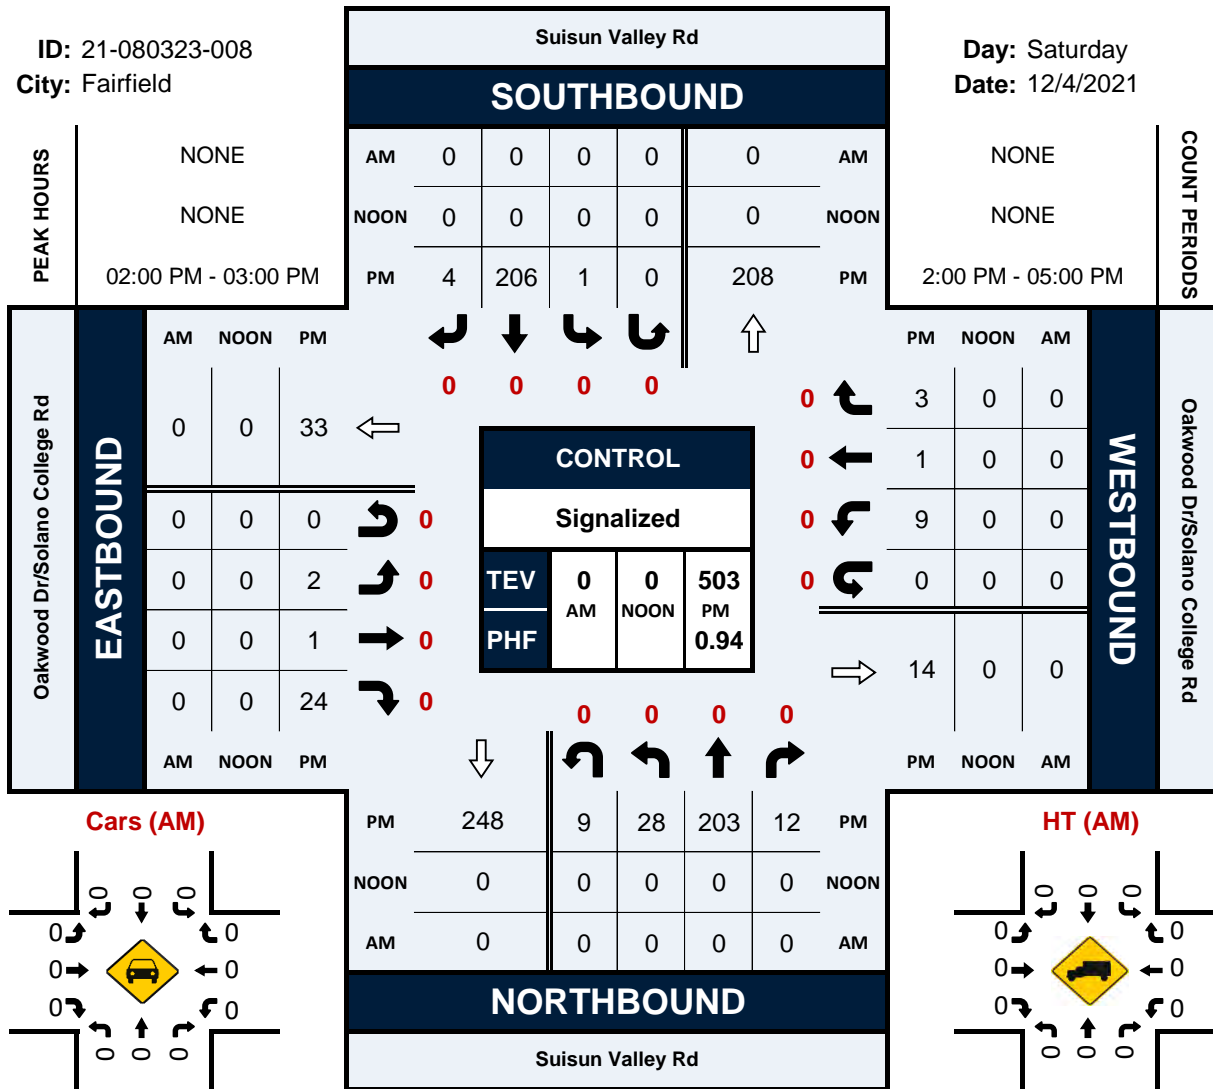 Suisun Valley Rd
ID: 21-080323-008
Day: Saturday
City: Fairfield
Date: 12/4/2021
SOUTHBOUND
PEAK HOURS
NONE
AM 0 0 0 0 0 AM
NONE
COUNT PERIODS
NONE
NOON 0 0 0 0 0 NOON
NONE
02:00 PM - 03:00 PM
PM 4 206 1 0 208 PM
2:00 PM - 05:00 PM
Oakwood Dr/Solano College Rd
EASTBOUND
AM NOON PM
0 0 33
0 0 0 0
0 0 2 0
0 0 1 0
0 0 24 0
AM NOON PM
0 0 0 0
CONTROL
Signalized
TEV 0 0 503
AM NOON PM
PHF 0.94
PM NOON AM
0 3 0 0
0 1 0 0
0 9 0 0
0 0 0 0
14 0 0
PM NOON AM
WESTBOUND
Oakwood Dr/Solano College Rd
0 0 0 0
PM 248 9 28 203 12 PM
NOON 0 0 0 0 0 NOON
AM 0 0 0 0 0 AM
NORTHBOUND
Suisun Valley Rd
Cars (AM)
0 0 0
0 0
0 0
0 0
0 0 0
HT (AM)
0 0 0
0 0
0 0
0 0
0 0 0